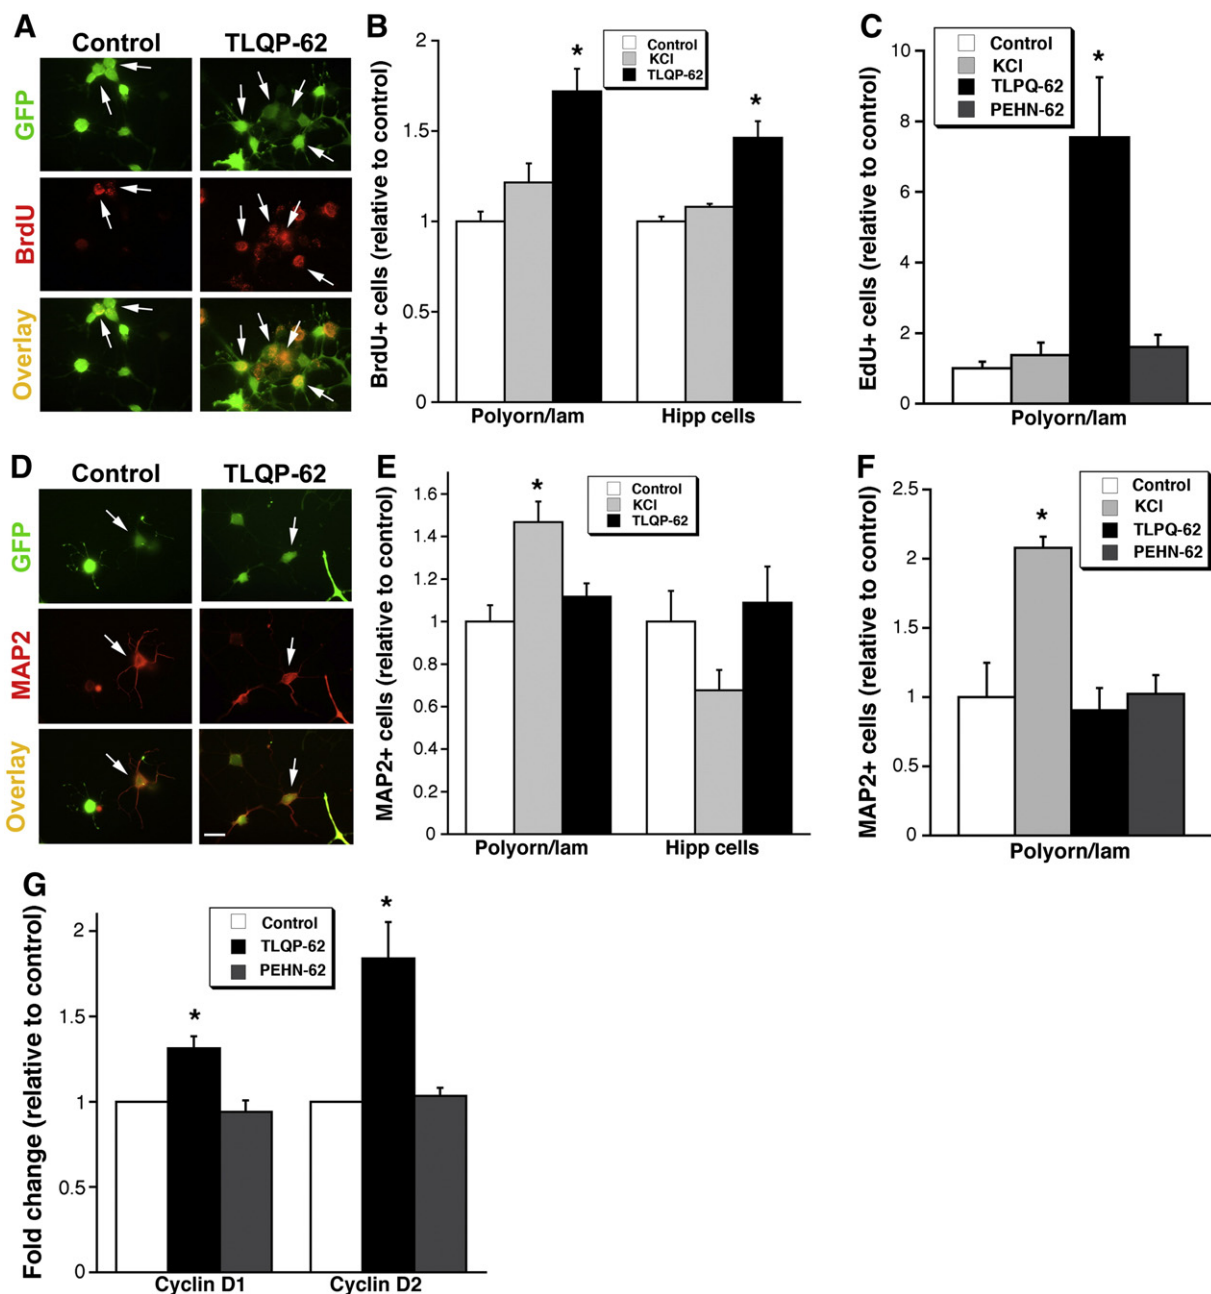 A
Control
TLQP-62
GFP
BrdU
Overlay
B
BrdU+ cells (relative to control)
2
1.5
1
0.5
0
Control
KCl
TLQP-62
*
*
Polyorn/lam
Hipp cells
C
EdU+ cells (relative to control)
10
8
6
4
2
0
Control
KCl
TLPQ-62
PEHN-62
*
Polyorn/lam
D
Control
TLQP-62
GFP
MAP2
Overlay
E
MAP2+ cells (relative to control)
1.6
1.4
1.2
1
0.8
0.6
0.4
0.2
0
Control
KCl
TLQP-62
*
Polyorn/lam
Hipp cells
F
MAP2+ cells (relative to control)
2.5
2.0
1.5
1.0
0.5
0
Control
KCl
TLPQ-62
PEHN-62
*
Polyorn/lam
G
Fold change (relative to control)
2
1.5
1
0.5
0
Control
TLQP-62
PEHN-62
*
*
Cyclin D1
Cyclin D2